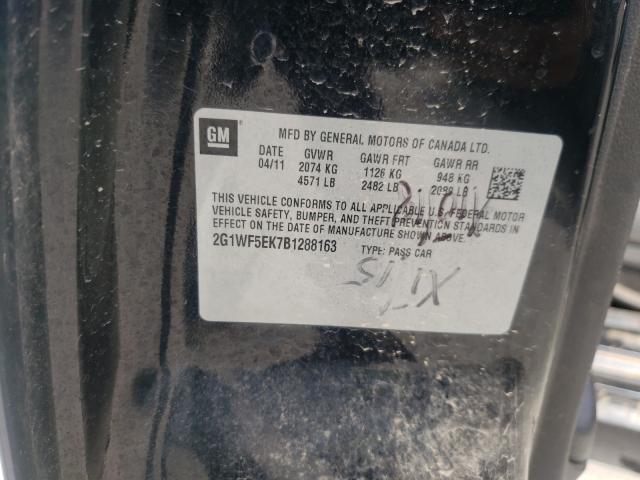 GM
MFD BY GENERAL MOTORS OF CANADA LTD.
DATE GVWR GAWR FRT GAWR RR
04/11 2074 KG 1126 KG 948 KG
4571 LB 2482 LB LB
THIS VEHICLE CONFORMS TO ALL APPLICABLE U.S. FEDERAL MOTOR
VEHICLE SAFETY, BUMPER, AND THEFT PREVENTION STANDARDS IN
EFFECT ON THE DATE OF MANUFACTURE SHOWN ABOVE.
2G1WF5EK7B1288163 TYPE: PASS CAR